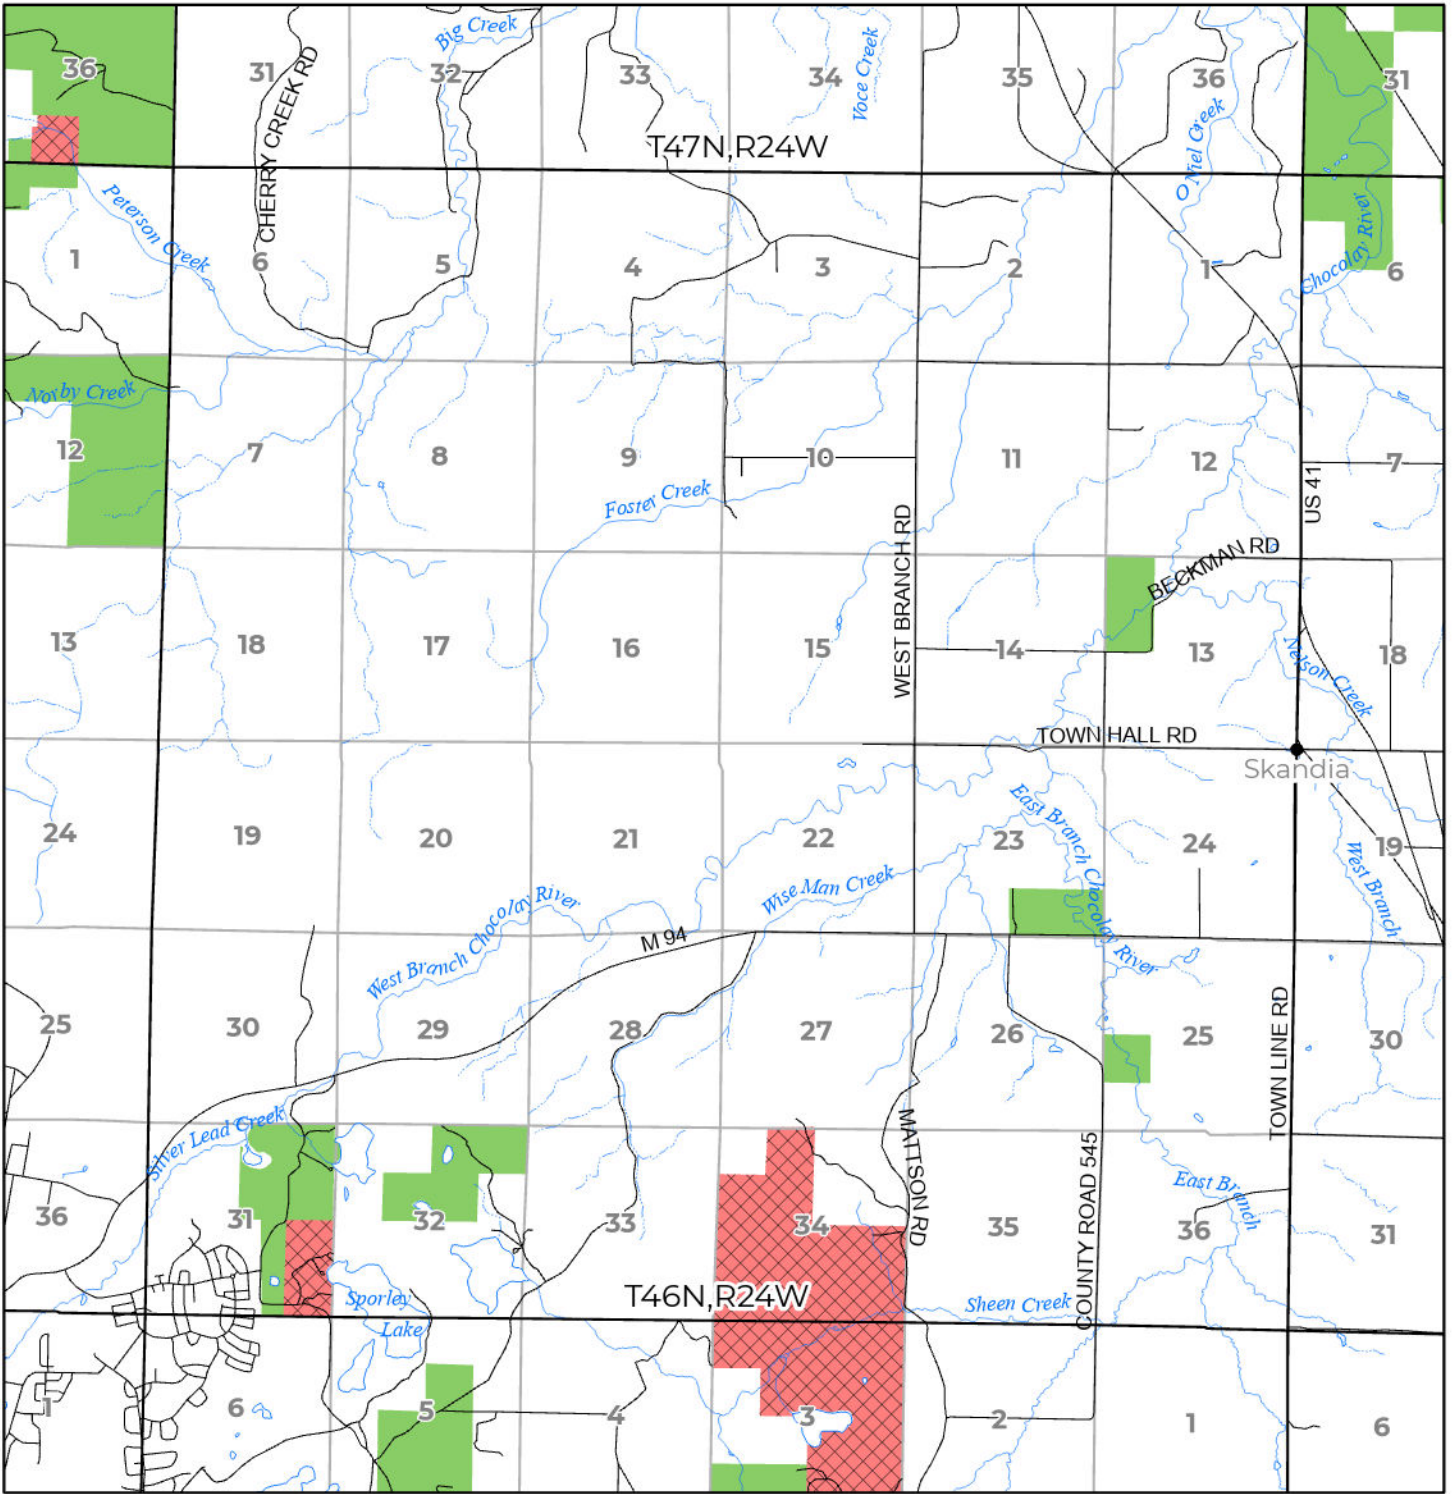 Big Creek
36
31
32
33
34
35
36
31
CHERRY CREEK RD
Voce Creek
O Niel Creek
T47N,R24W
Peterson Creek
Chocolay River
1
6
5
4
3
2
1
6
Norby Creek
12
7
8
9
10
11
12
7
Foster Creek
US 41
WEST BRANCH RD
BECKMAN RD
13
18
17
16
15
14
13
18
Nelson Creek
TOWN HALL RD
Skandia
24
19
20
21
22
23
24
19
East Branch Chocolay River
West Branch
Wise Man Creek
West Branch Chocolay River
M 94
25
30
29
28
27
26
25
30
TOWN LINE RD
Silver Lead Creek
MATTSON RD
COUNTY ROAD 545
East Branch
36
31
32
33
34
35
36
31
T46N,R24W
Sporley
Lake
Sheen Creek
1
6
5
4
3
2
1
6